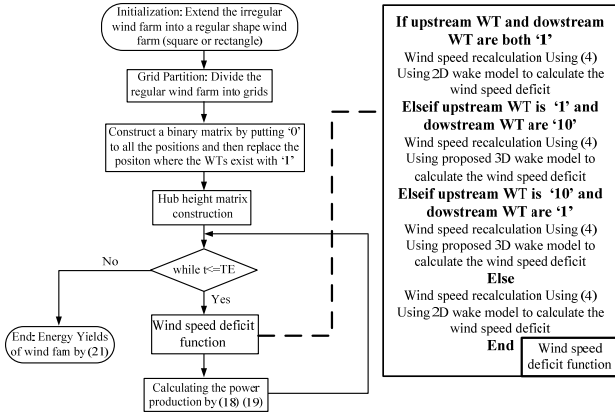 Initialization: Extend the irregular
wind farm into a regular shape wind
farm (square or rectangle)
Grid Partition: Divide the
regular wind farm into grids
Construct a binary matrix by putting ‘0’
to all the positions and then replace the
positon where the WTs exist with ‘1’
Hub height matrix
construction
while t<=TE
No
Yes
End: Energy Yields
of wind fam by (21)
Wind speed deficit
function
Calculating the power
production by (18) (19)
If upstream WT and dowstream
WT are both ‘1’
Wind speed recalculation Using (4)
Using 2D wake model to calculate the
wind speed deficit
Elseif upstream WT is ‘1’ and
dowstream WT are ‘10’
Wind speed recalculation Using (4)
Using proposed 3D wake model to
calculate the wind speed deficit
Elseif upstream WT is ‘10’ and
dowstream WT are ‘1’
Wind speed recalculation Using (4)
Using proposed 3D wake model to
calculate the wind speed deficit
Else
Wind speed recalculation Using (4)
Using 2D wake model to calculate the
wind speed deficit
End
Wind speed
deficit function